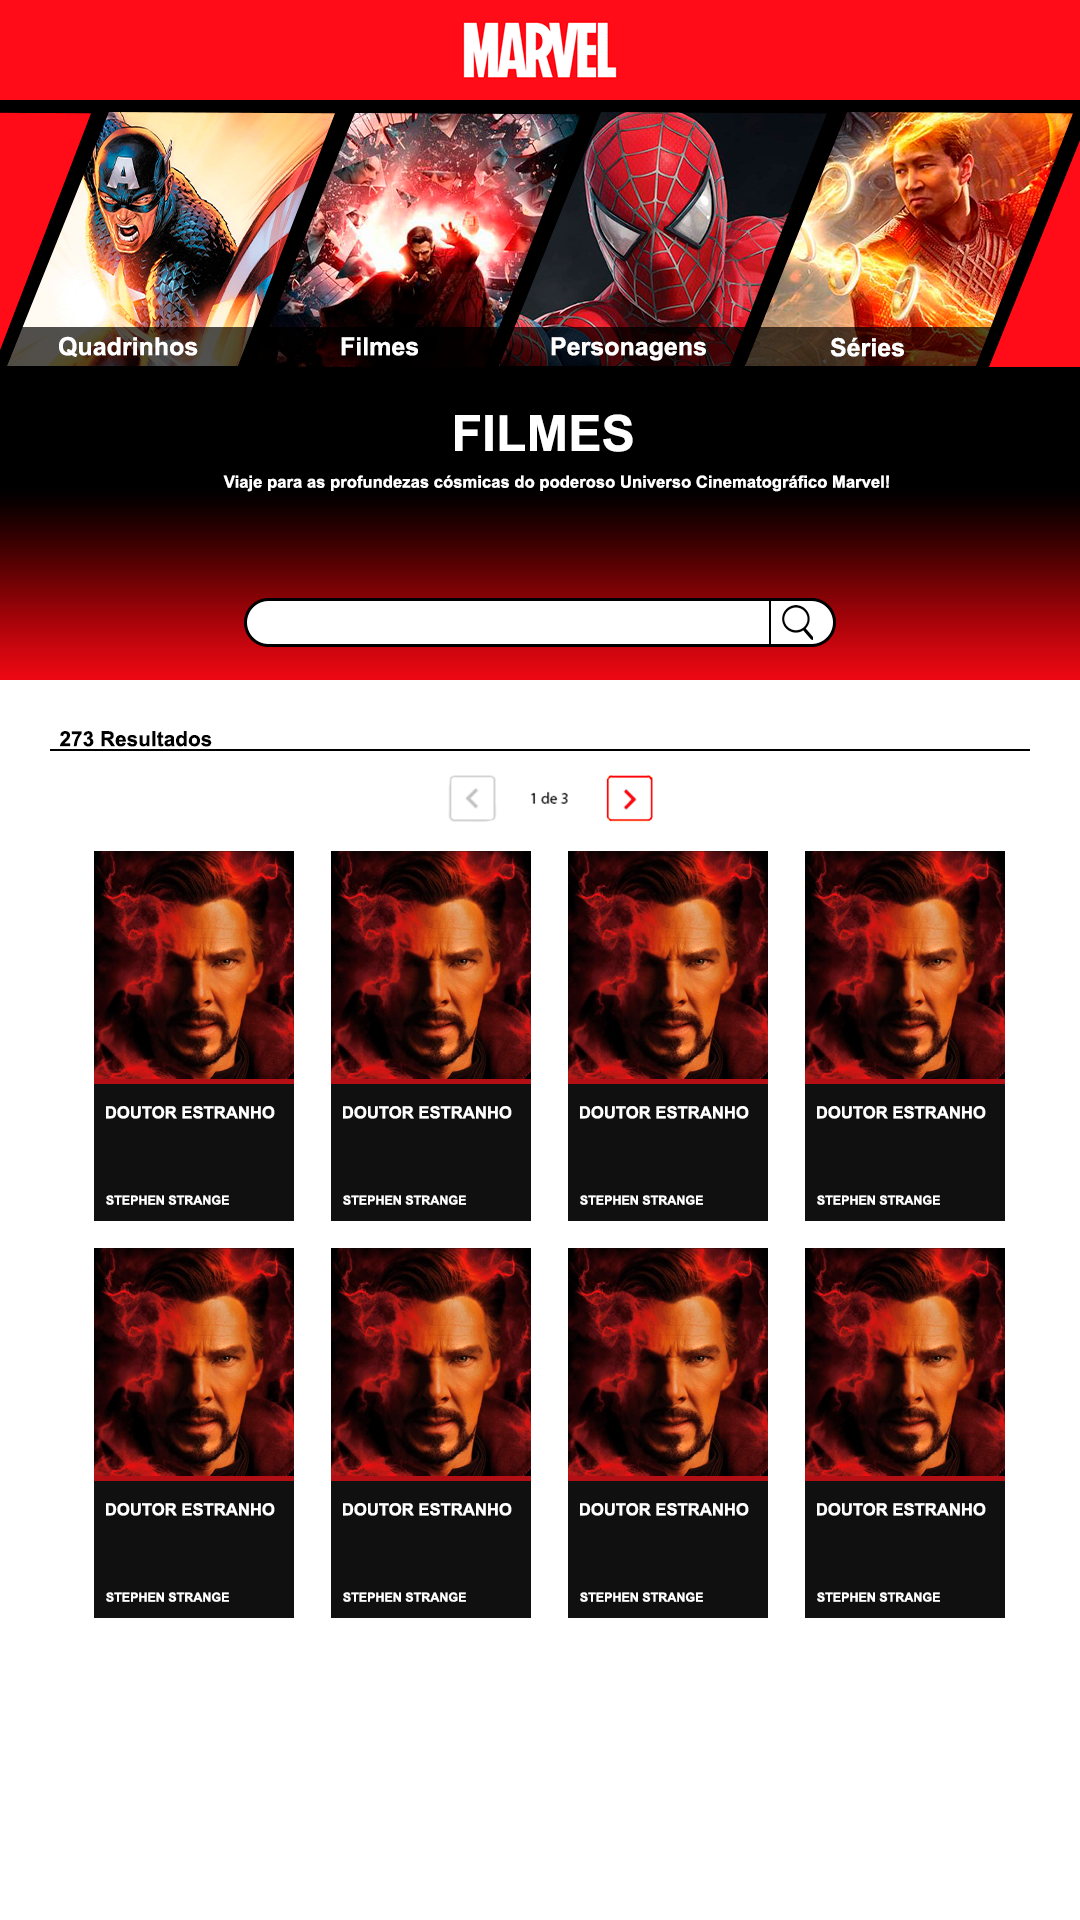 MARVEL
A
Quadrinhos
Filmes
Personagens
Séries
FILMES
Viaje para as profundezas cósmicas do poderoso Universo Cinematográfico Marvel!
273 Resultados
1 de 3
DOUTOR ESTRANHO
DOUTOR ESTRANHO
DOUTOR ESTRANHO
DOUTOR ESTRANHO
STEPHEN STRANGE
STEPHEN STRANGE
STEPHEN STRANGE
STEPHEN STRANGE
DOUTOR ESTRANHO
DOUTOR ESTRANHO
DOUTOR ESTRANHO
DOUTOR ESTRANHO
STEPHEN STRANGE
STEPHEN STRANGE
STEPHEN STRANGE
STEPHEN STRANGE